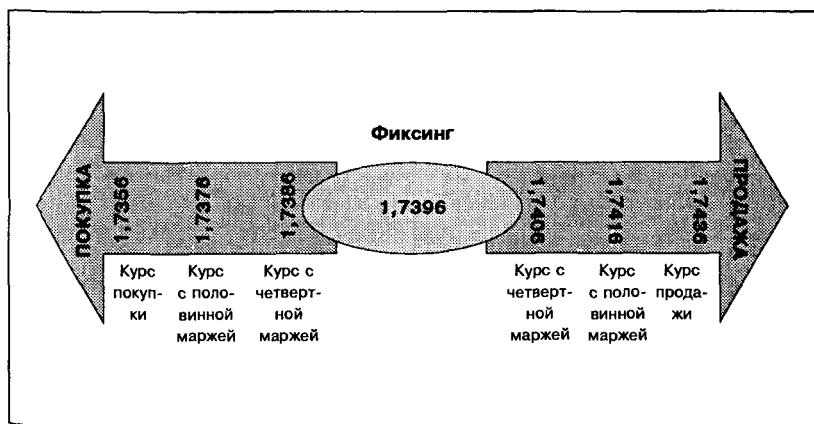 Фиксинг
ПОКУПКА
1,7356
1,7376
1,7386
1,7396
1,7406
1,7416
1,7436
ПРОДАЖА
Курс
покуп-
ки
Курс
с поло-
винной
маржей
Курс с
четверт-
ной
маржей
Курс с
четверт-
ной
маржей
Курс
с поло-
винной
маржей
Курс
прода-
жи